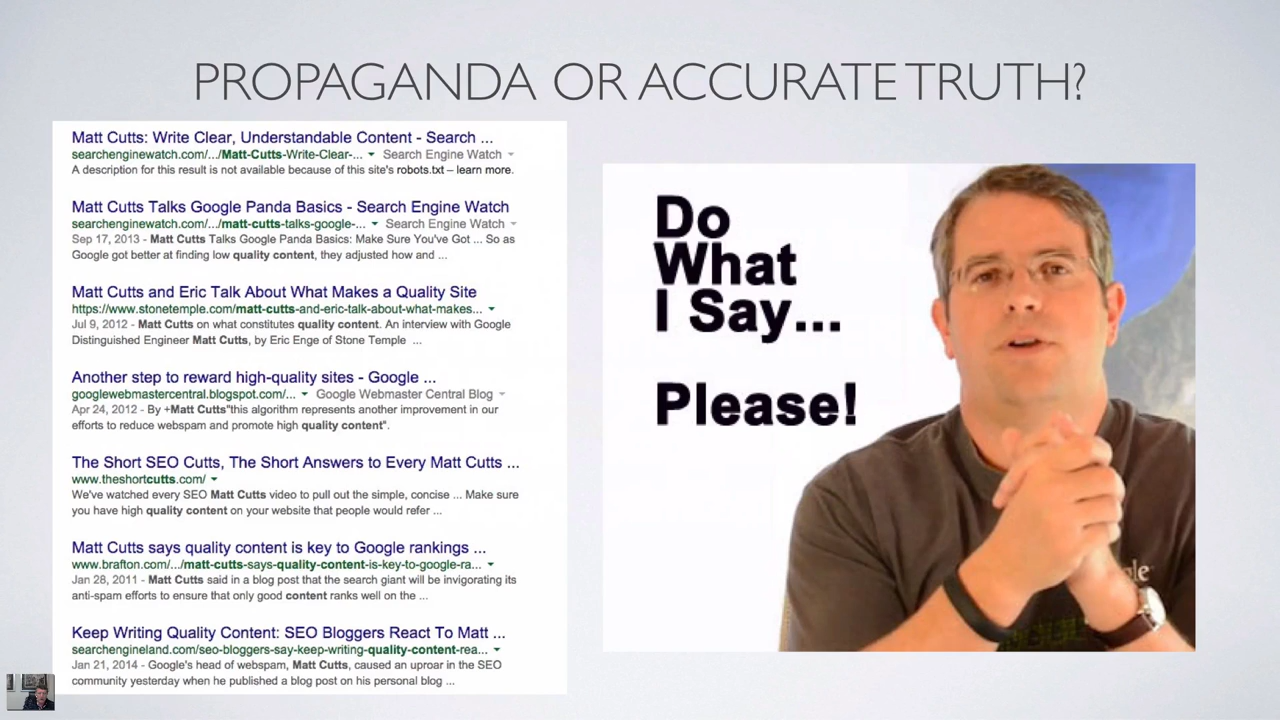 PROPAGANDA OR ACCURATE TRUTH?
Matt Cutts: Write Clear, Understandable Content - Search ...
searchenginewatch.com/.../Matt-Cutts-Write-Clear-... Search Engine Watch
A description for this result is not available because of this site's robots.txt – learn more.
Matt Cutts Talks Google Panda Basics - Search Engine Watch
searchenginewatch.com/.../matt-cutts-talks-google-... Search Engine Watch
Sep 17, 2013 - Matt Cutts Talks Google Panda Basics: Make Sure You've Got ... So as
Google got better at finding low quality content, they adjusted how and ...
Matt Cutts and Eric Talk About What Makes a Quality Site
https://www.stonetemple.com/matt-cutts-and-eric-talk-about-what-makes...
Jul 9, 2012 - Matt Cutts on what constitutes quality content. An interview with Google
Distinguished Engineer Matt Cutts, by Eric Enge of Stone Temple ...
Another step to reward high-quality sites - Google ...
googlewebmastercentral.blogspot.com/... Google Webmaster Central Blog
Apr 24, 2012 - By +Matt Cutts"this algorithm represents another improvement in our
efforts to reduce webspam and promote high quality content".
The Short SEO Cutts, The Short Answers to Every Matt Cutts ...
www.theshortcutts.com/
We've watched every SEO Matt Cutts video to pull out the simple, concise ... Make sure
you have high quality content on your website that people would refer ...
Matt Cutts says quality content is key to Google rankings ...
www.brafton.com/.../matt-cutts-says-quality-content-is-key-to-google-ra...
Jan 28, 2011 - Matt Cutts said in a blog post that the search giant will be invigorating its
anti-spam efforts to ensure that only good content ranks well on the ...
Keep Writing Quality Content: SEO Bloggers React To Matt ...
searchengineland.com/seo-bloggers-say-keep-writing-quality-content-rea...
Jan 21, 2014 - Google's head of webspam, Matt Cutts, caused an uproar in the SEO
community yesterday when he published a blog post on his personal blog ...
Do
What
I Say...
Please!